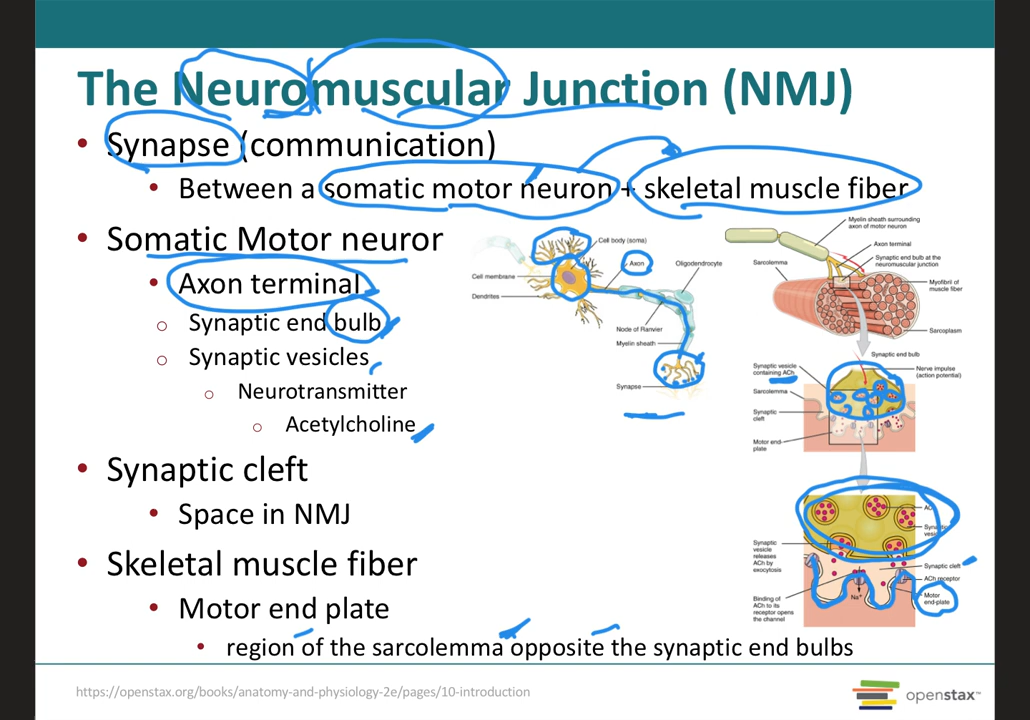 The Neuromuscular Junction (NMJ)
• Synapse (communication)
• Between a somatic motor neuron + skeletal muscle fiber
• Somatic Motor neuror
• Axon terminal
o Synaptic end bulb
o Synaptic vesicles
o Neurotransmitter
o Acetylcholine
• Synaptic cleft
• Space in NMJ
• Skeletal muscle fiber
• Motor end plate
• region of the sarcolemma opposite the synaptic end bulbs
Cell body (soma)
Axon
Oligodendrocyte
Cell membrane
Dendrites
Node of Ranvier
Myelin sheath
Synapse
Myelin sheath surrounding
axon of motor neuron
Axon terminal
Synaptic end bulb at the
neuromuscular junction
Sarcolemma
Myofibril of
muscle fiber
Sarcoplasm
Synaptic end bulb
Synaptic vesicle
containing ACh
Nerve impulse
(action potential)
Sarcolemma
Synaptic
cleft
Motor end-
plate
Synaptic
vesicle
releases
ACh by
exocytosis
Synaptic cleft
ACh receptor
Motor
end-plate
Na+
Binding of
ACh to its
receptor opens
the channel
https://openstax.org/books/anatomy-and-physiology-2e/pages/10-introduction
openstax™